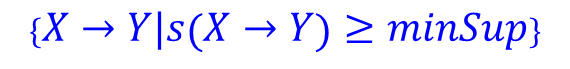 {X → Y|s(X → Y) ≥ minSup}